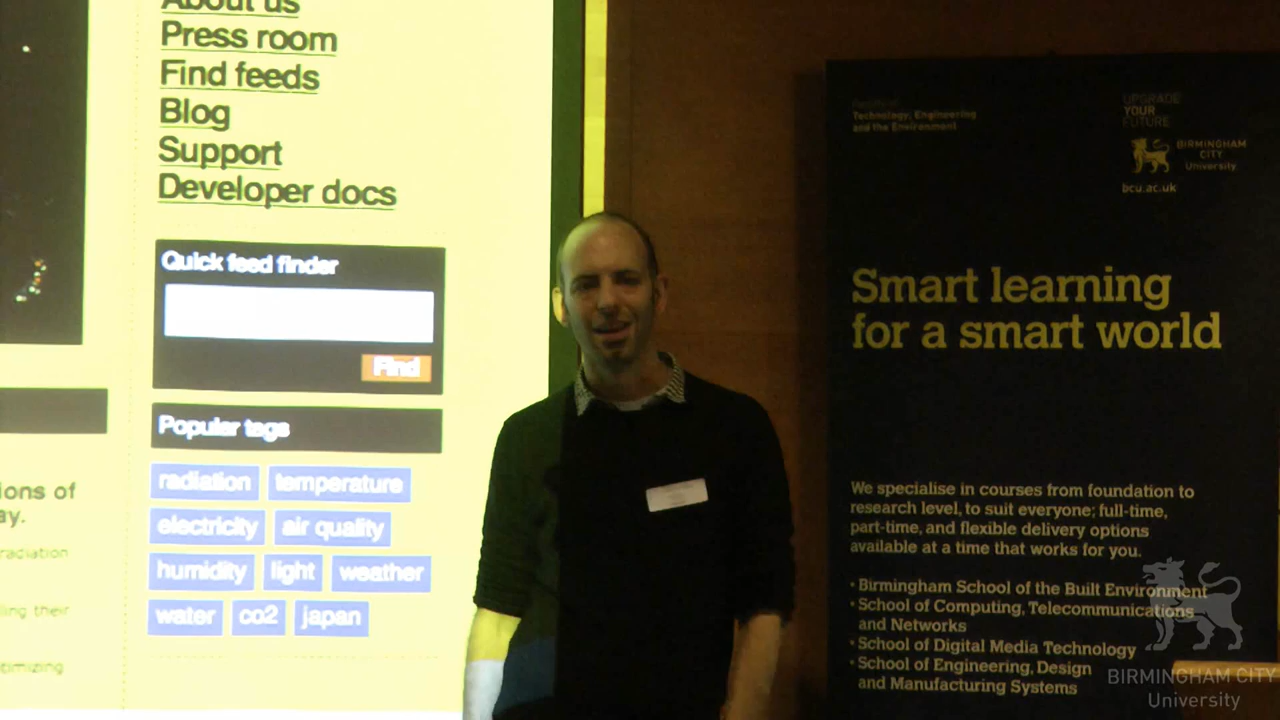 About us
Press room
Find feeds
Blog
Support
Developer docs
Quick feed finder
Find
Popular tags
radiation
temperature
electricity
air quality
humidity
light
weather
water
co2
japan
ions of
ay.
radiation
ling their
timizing
Technology, Engineering
and the Environment
UPGRADE
YOUR
FUTURE
BIRMINGHAM
CITY
University
bcu.ac.uk
Smart learning
for a smart world
We specialise in courses from foundation to
research level, to suit everyone; full-time,
part-time, and flexible delivery options
available at a time that works for you.
· Birmingham School of the Built Environment
· School of Computing, Telecommunications
and Networks
· School of Digital Media Technology
· School of Engineering, Design
and Manufacturing Systems
BIRMINGHAM CITY
University